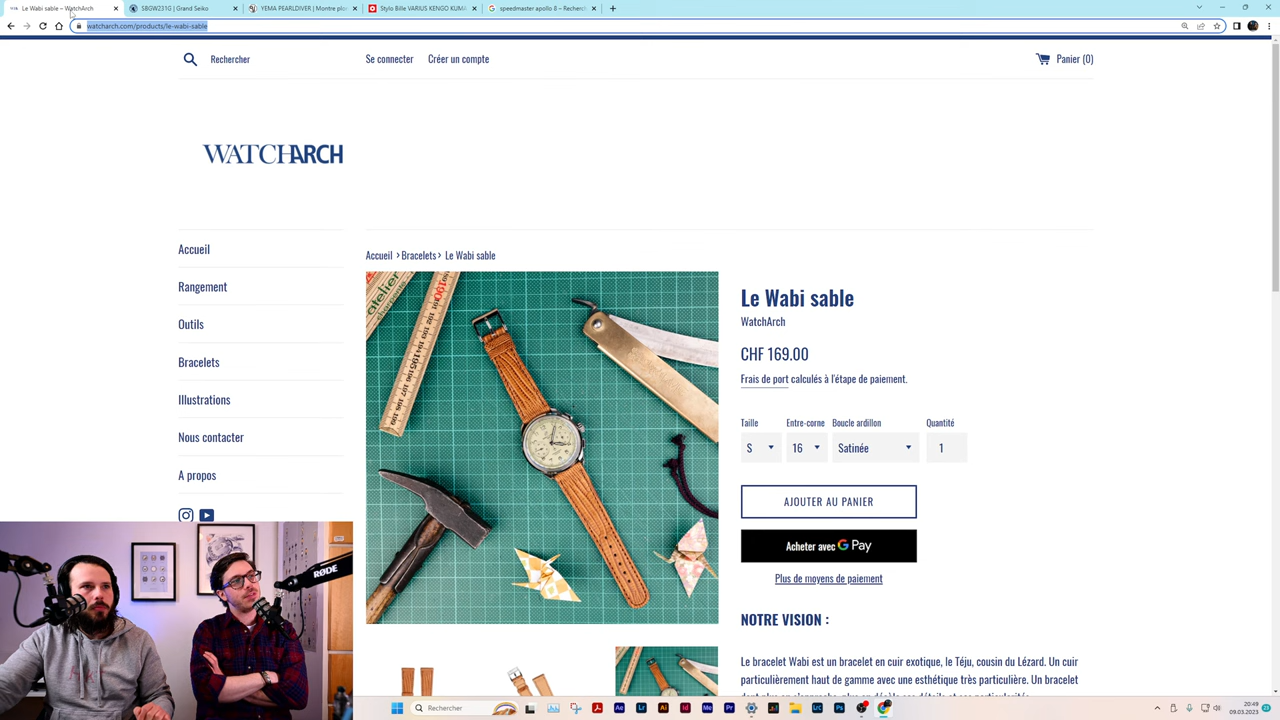 Le Wabi sable – WatchArch
SBGW231G | Grand Seiko
YEMA PEARLDIVER | Montre plon
Stylo Bille VARIUS KENGO KUMA
speedmaster apollo 8 – Recherch
watcharch.com/products/le-wabi-sable
Rechercher
Se connecter
Créer un compte
Panier (0)
WATCHARCH
Accueil
Rangement
Outils
Bracelets
Illustrations
Nous contacter
A propos
Accueil › Bracelets › Le Wabi sable
Le Wabi sable
WatchArch
CHF 169.00
Frais de port calculés à l'étape de paiement.
Taille
Entre-corne
Boucle ardillon
Quantité
S
16
Satinée
1
AJOUTER AU PANIER
Acheter avec G Pay
Plus de moyens de paiement
NOTRE VISION :
Le bracelet Wabi est un bracelet en cuir exotique, le Téju, cousin du Lézard. Un cuir
particulièrement haut de gamme avec une esthétique très particulière. Un bracelet
RØDE
Rechercher
20:49
09.03.2023